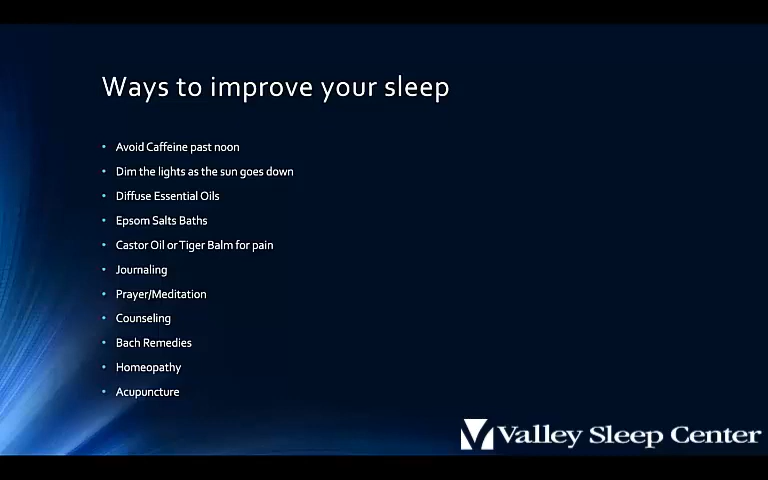 Ways to improve your sleep
• Avoid Caffeine past noon
• Dim the lights as the sun goes down
• Diffuse Essential Oils
• Epsom Salts Baths
• Castor Oil or Tiger Balm for pain
• Journaling
• Prayer/Meditation
• Counseling
• Bach Remedies
• Homeopathy
• Acupuncture
Valley Sleep Center